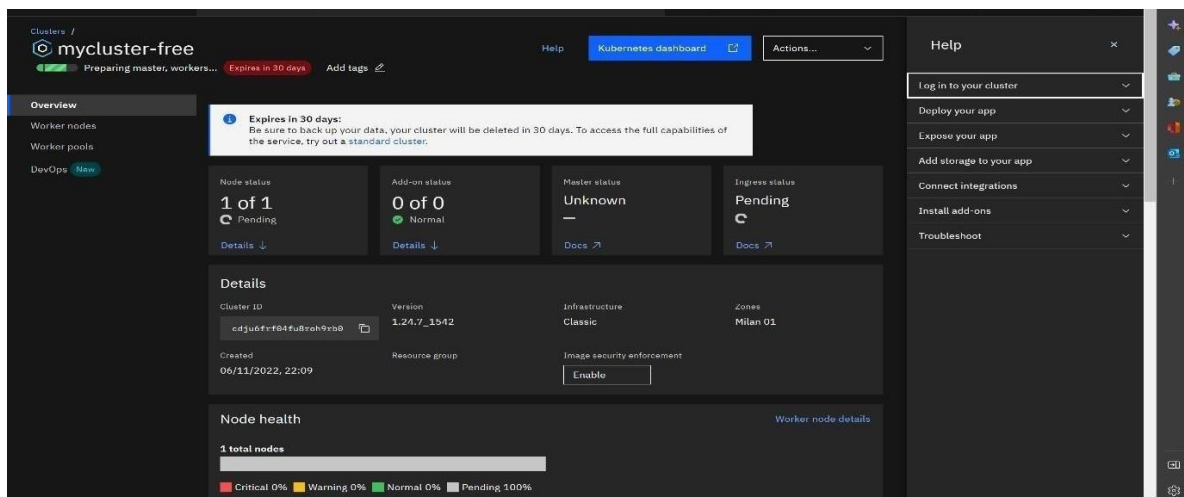 Clusters /
mycluster-free
Help
Kubernetes dashboard
Actions...
Preparing master, workers...
Expires in 30 days
Add tags
Overview
Worker nodes
Worker pools
DevOps New
Expires in 30 days:
Be sure to back up your data, your cluster will be deleted in 30 days. To access the full capabilities of
the service, try out a standard cluster.
Node status
1 of 1
Pending
Details ↓
Add-on status
0 of 0
Normal
Details ↓
Master status
Unknown
—
Docs ↗
Ingress status
Pending
Docs ↗
Details
Cluster ID
cdju6frf04fu8roh9rb0
Version
1.24.7_1542
Infrastructure
Classic
Zones
Milan 01
Created
06/11/2022, 22:09
Resource group
Image security enforcement
Enable
Node health
Worker node details
1 total nodes
Critical 0% Warning 0% Normal 0% Pending 100%
Help
Log in to your cluster
Deploy your app
Expose your app
Add storage to your app
Connect integrations
Install add-ons
Troubleshoot